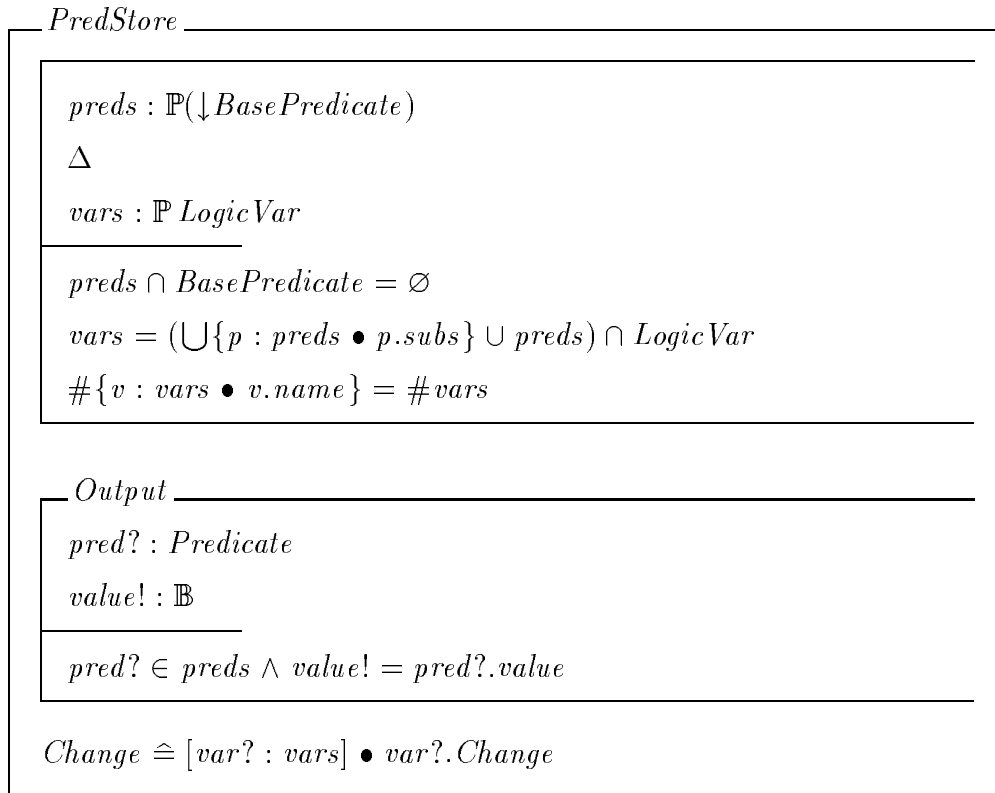 PredStore
preds : ℙ(↓BasePredicate)
Δ
vars : ℙ LogicVar
preds ∩ BasePredicate = ∅
vars = (⋃{p : preds • p.subs} ∪ preds) ∩ LogicVar
#{v : vars • v.name} = #vars
Output
pred? : Predicate
value! : 𝔹
pred? ∈ preds ∧ value! = pred?.value
Change ≙ [var? : vars] • var?.Change